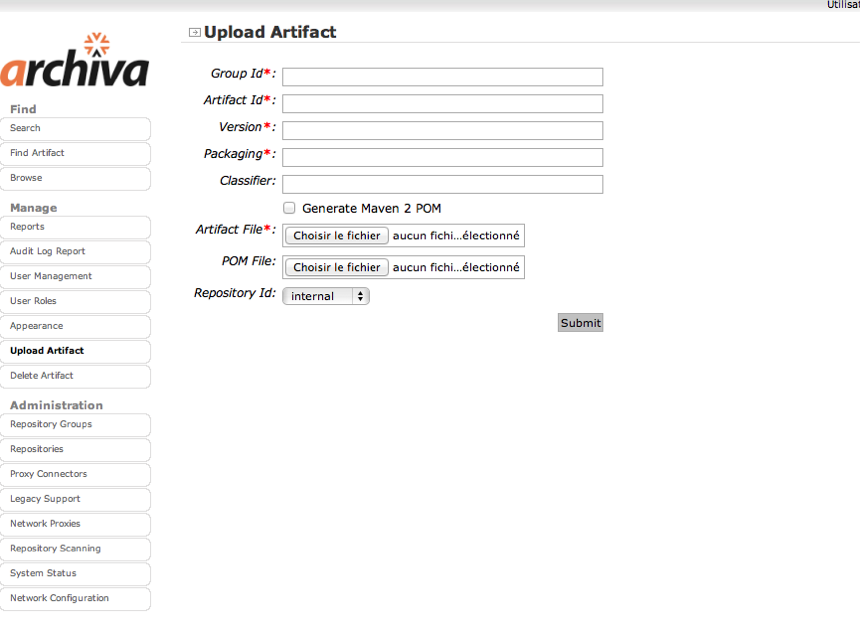 Utilisat
archiva
Upload Artifact
Group Id*:
Artifact Id*:
Version*:
Packaging*:
Classifier:
Generate Maven 2 POM
Artifact File*: Choisir le fichier aucun fichi...électionné
POM File: Choisir le fichier aucun fichi...électionné
Repository Id: internal
Submit
Find
Search
Find Artifact
Browse
Manage
Reports
Audit Log Report
User Management
User Roles
Appearance
Upload Artifact
Delete Artifact
Administration
Repository Groups
Repositories
Proxy Connectors
Legacy Support
Network Proxies
Repository Scanning
System Status
Network Configuration